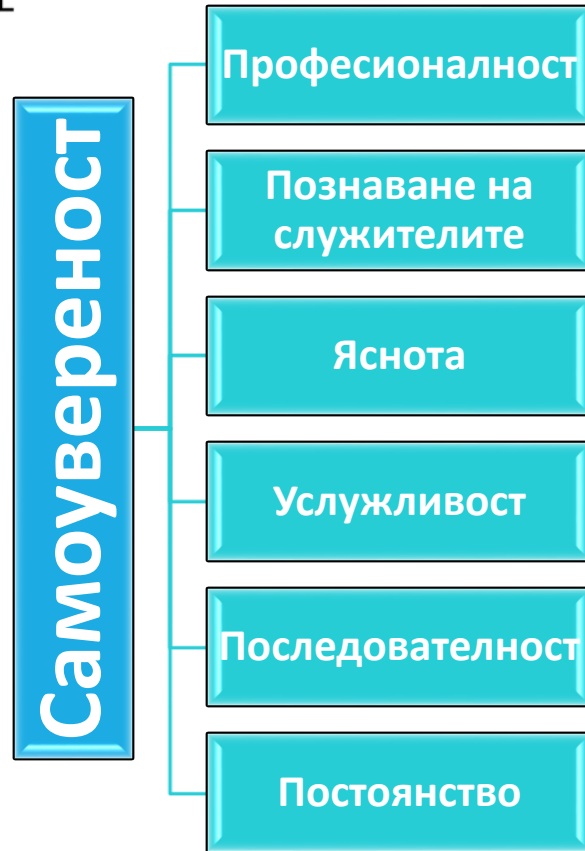 Самоувереност
Професионалност
Познаване на
служителите
Яснота
Услужливост
Последователност
Постоянство